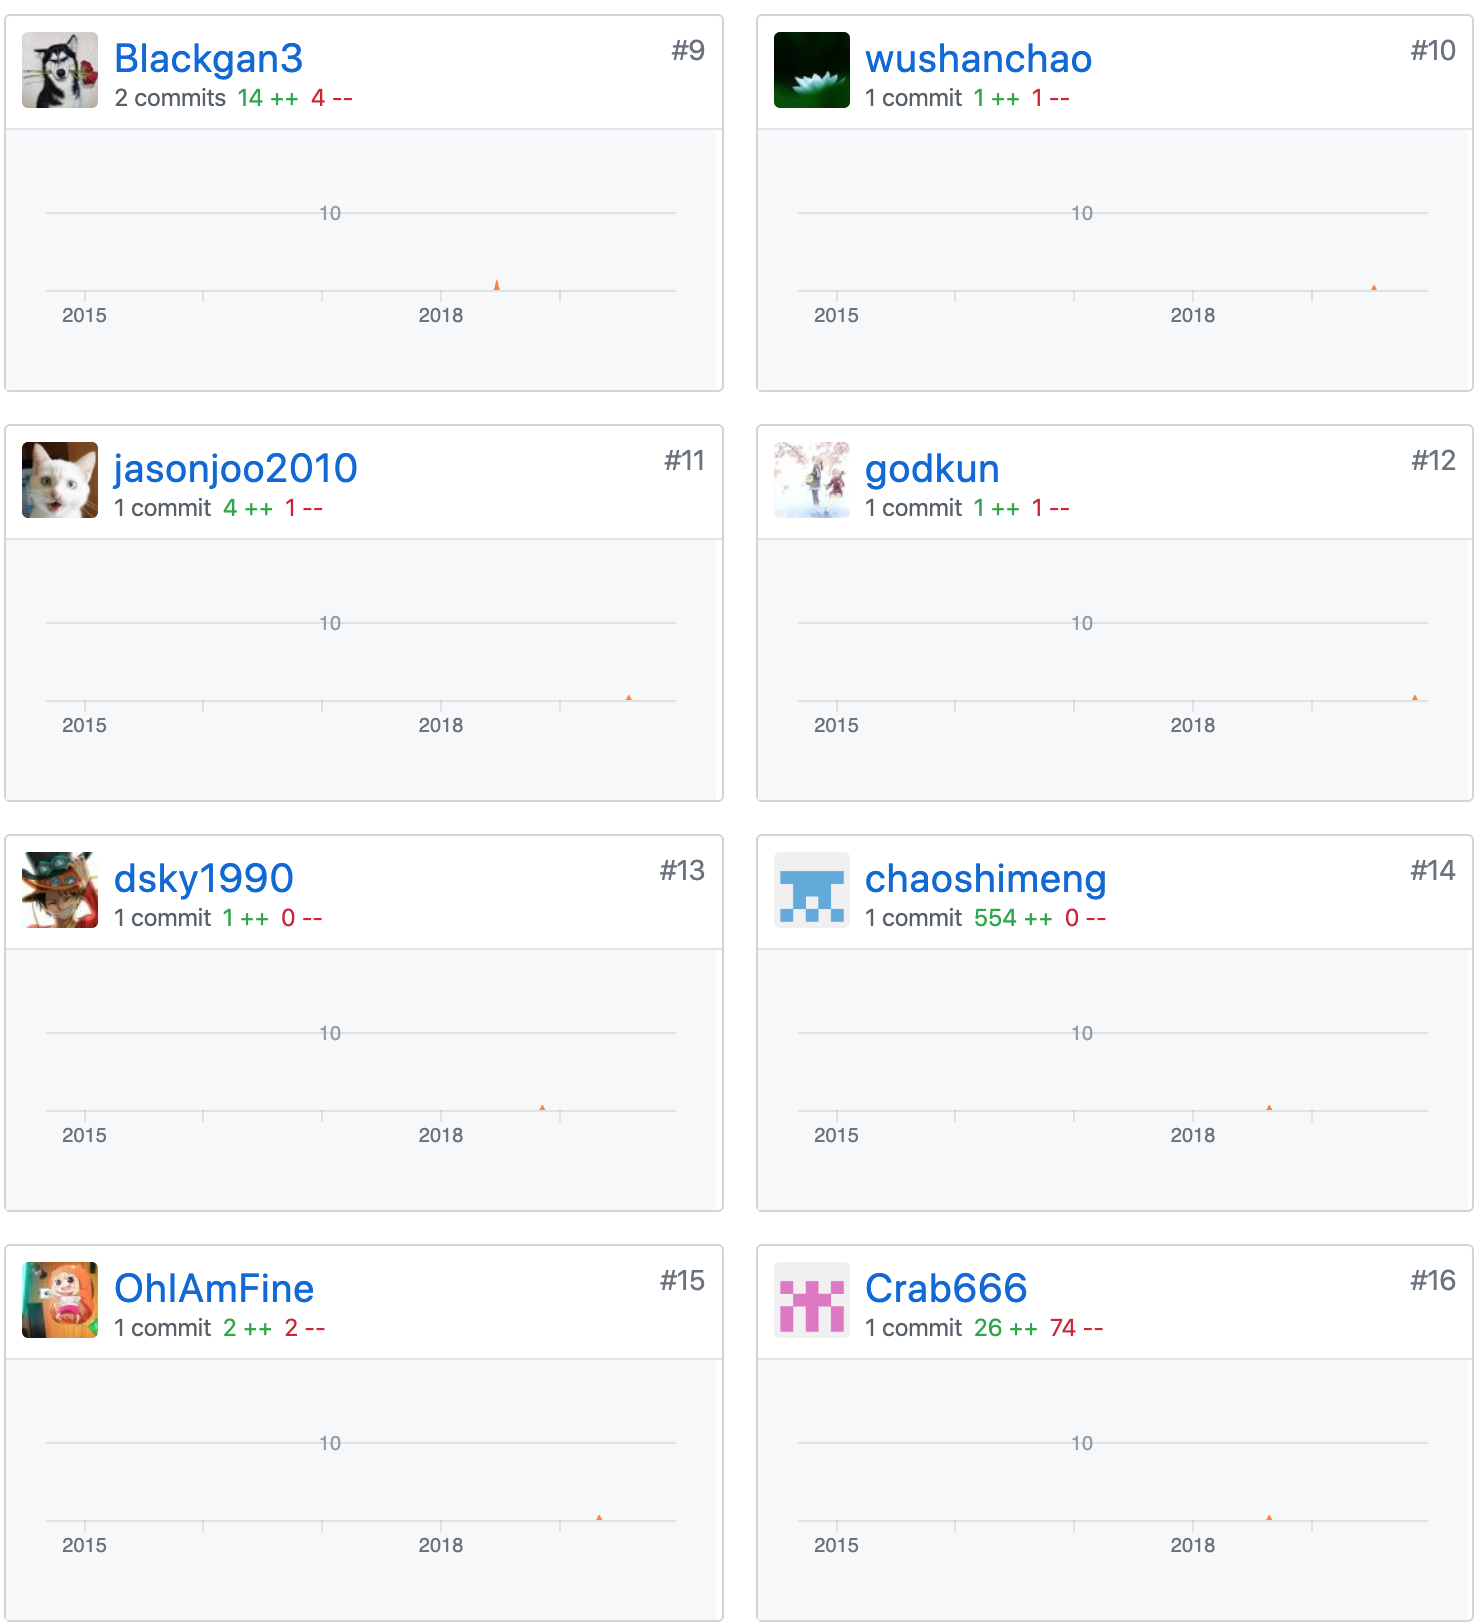 Blackgan3 #9
2 commits 14 ++ 4 --
10
2015 2018
wushanchao #10
1 commit 1 ++ 1 --
10
2015 2018
jasonjoo2010 #11
1 commit 4 ++ 1 --
10
2015 2018
godkun #12
1 commit 1 ++ 1 --
10
2015 2018
dsky1990 #13
1 commit 1 ++ 0 --
10
2015 2018
chaoshimeng #14
1 commit 554 ++ 0 --
10
2015 2018
OhIAmFine #15
1 commit 2 ++ 2 --
10
2015 2018
Crab666 #16
1 commit 26 ++ 74 --
10
2015 2018